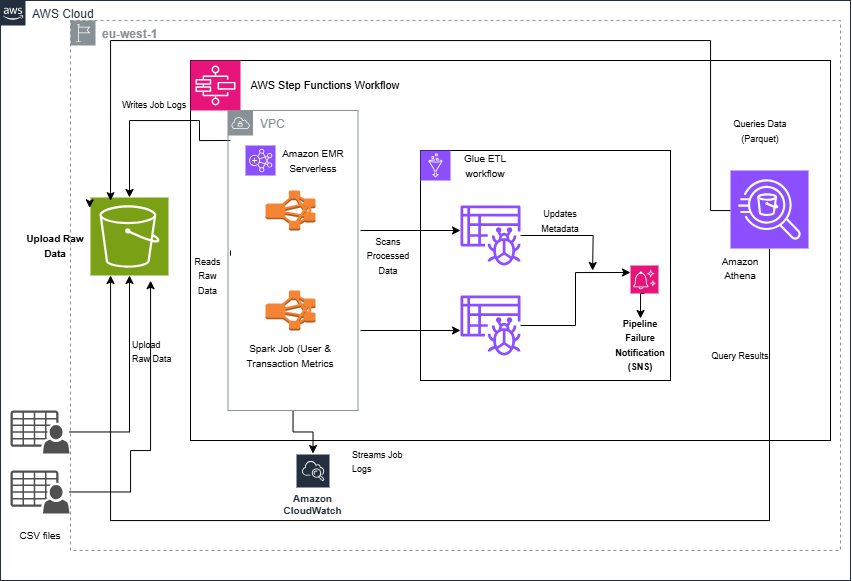 aws
AWS Cloud
eu-west-1
AWS Step Functions Workflow
Writes Job Logs
VPC
Amazon EMR
Serverless
Glue ETL
workflow
Queries Data
(Parquet)
Updates
Metadata
Upload Raw
Data
Reads
Raw
Data
Scans
Processed
Data
Amazon
Athena
Pipeline
Failure
Notification
(SNS)
Upload
Raw Data
Spark Job (User &
Transaction Metrics
Query Results
Streams Job
Logs
Amazon
CloudWatch
CSV files